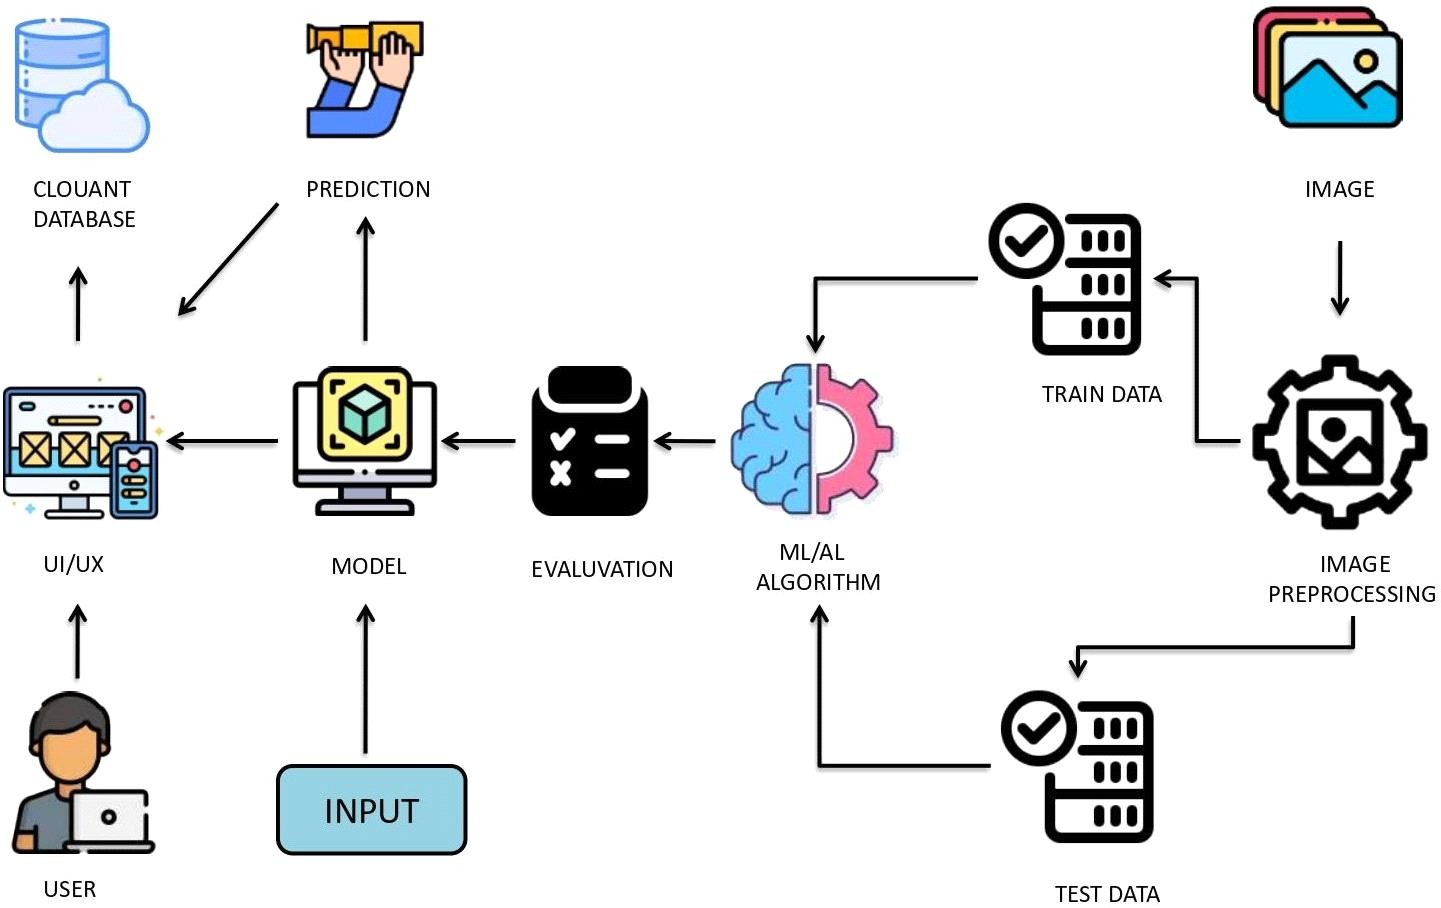 CLOUANT
DATABASE
PREDICTION
IMAGE
TRAIN DATA
UI/UX
MODEL
EVALUVATION
ML/AL
ALGORITHM
IMAGE
PREPROCESSING
INPUT
USER
TEST DATA